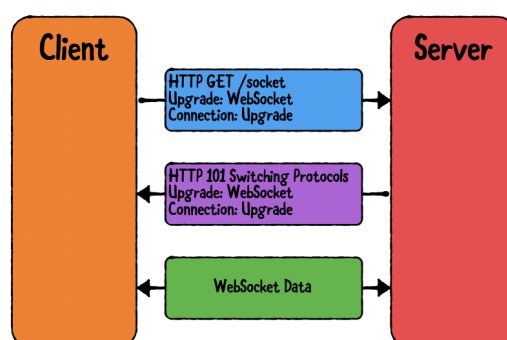 Client
Server
HTTP GET /socket
Upgrade: WebSocket
Connection: Upgrade
HTTP 101 Switching Protocols
Upgrade: WebSocket
Connection: Upgrade
WebSocket Data